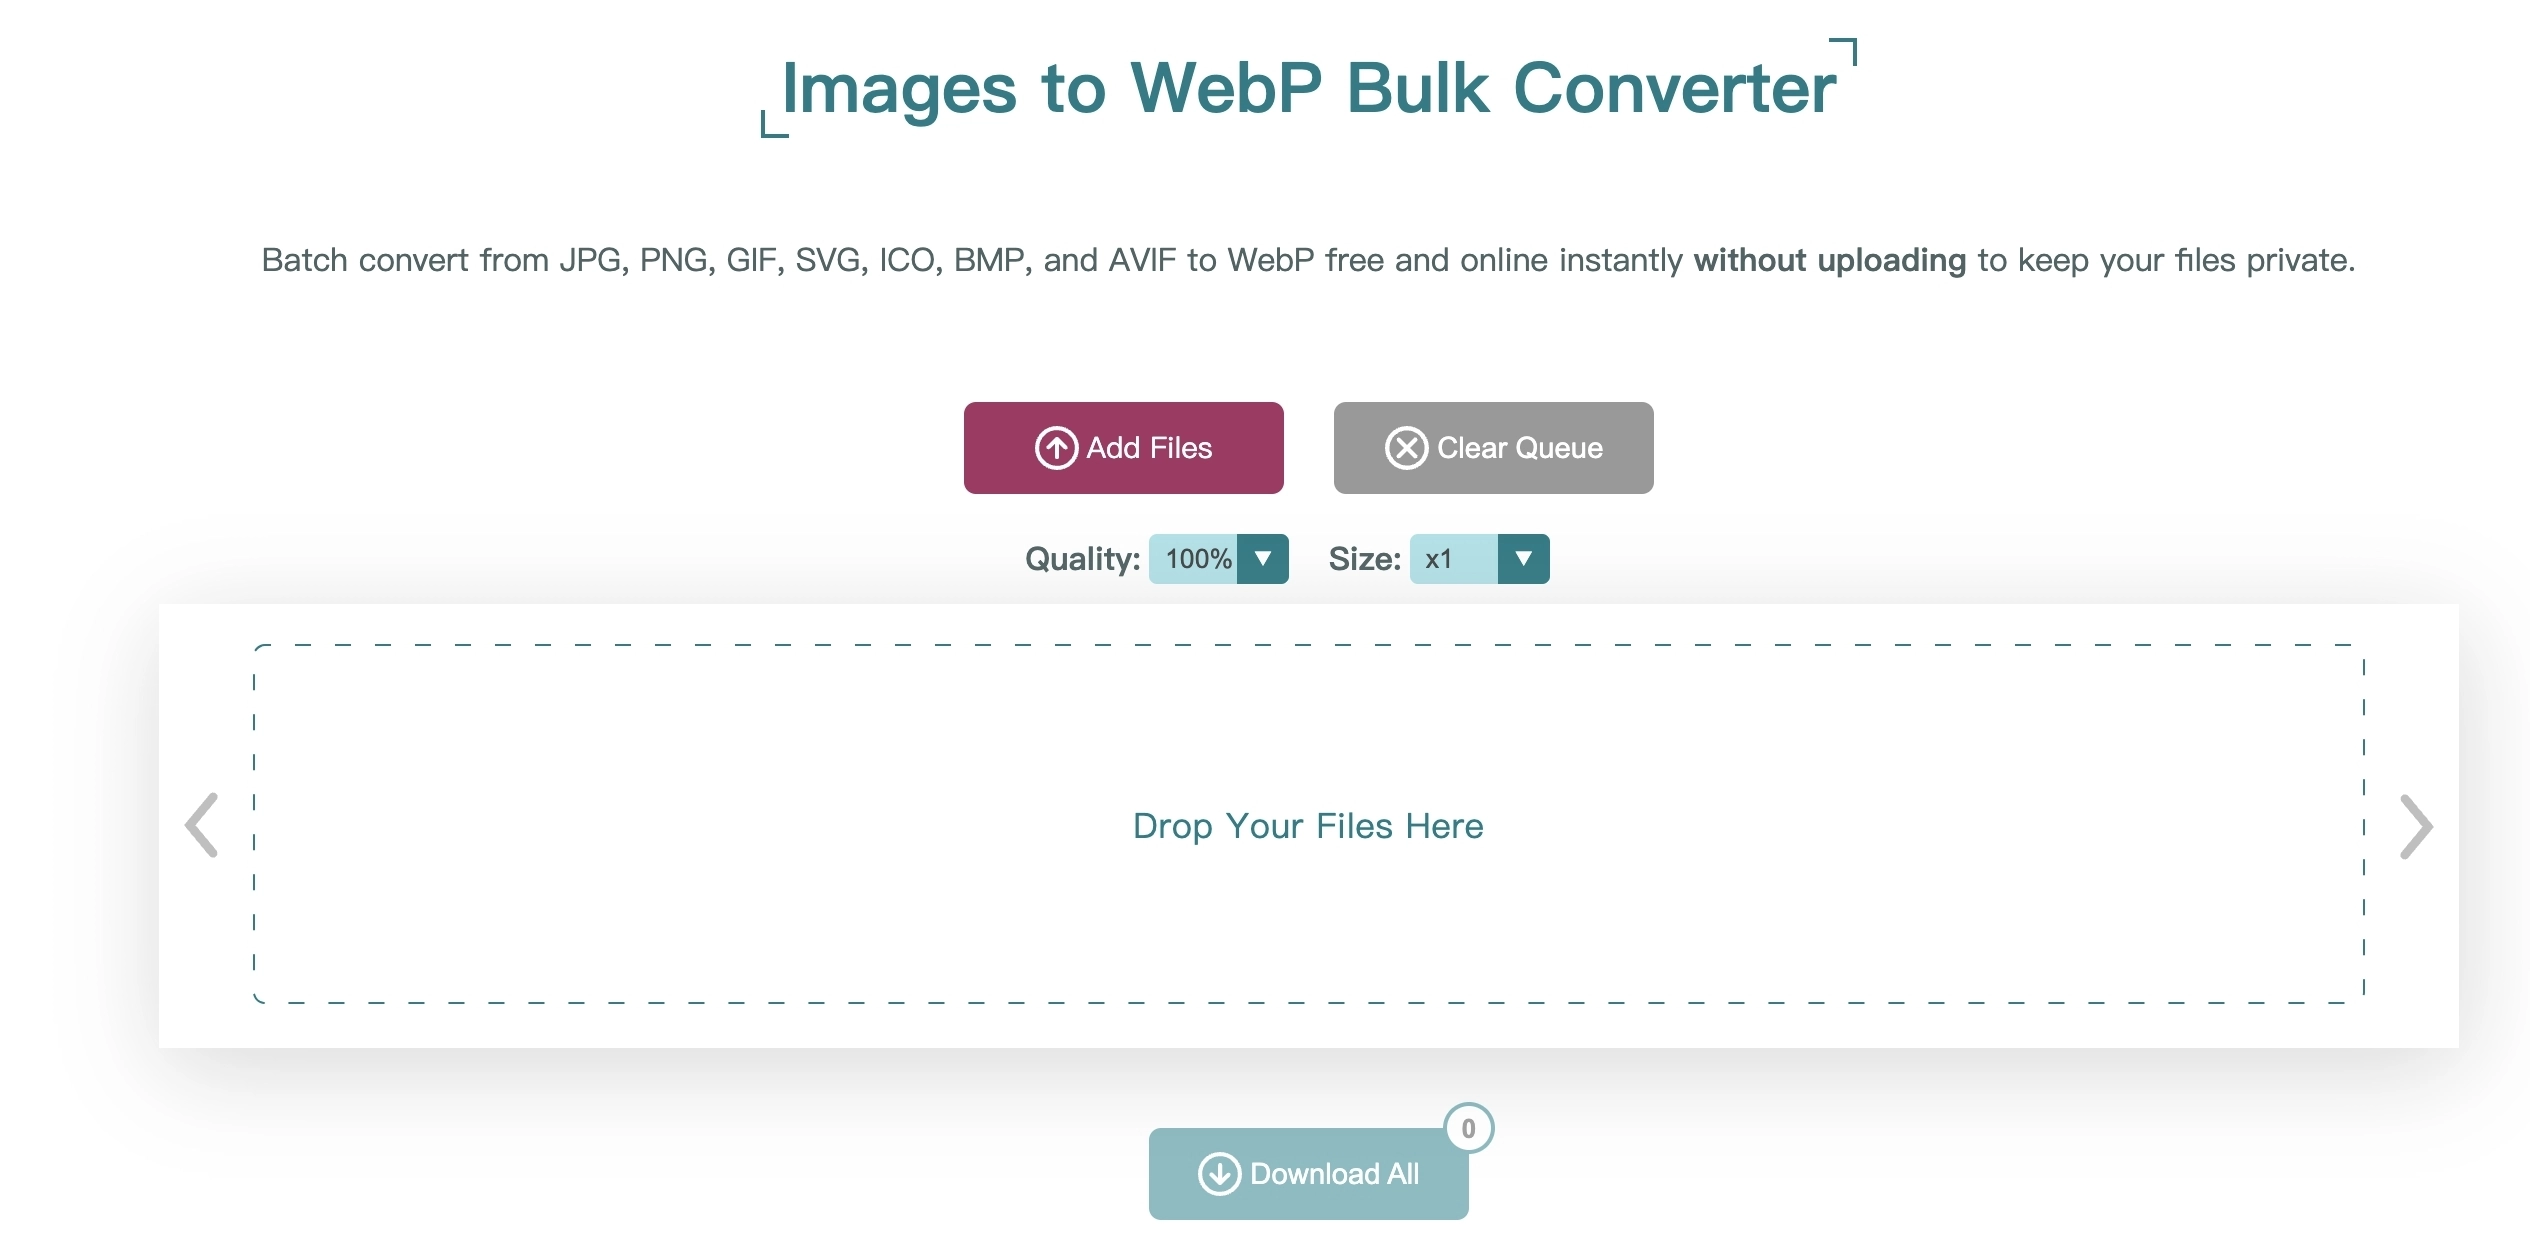 Images to WebP Bulk Converter
Batch convert from JPG, PNG, GIF, SVG, ICO, BMP, and AVIF to WebP free and online instantly without uploading to keep your files private.
Add Files
Clear Queue
Quality: 100%
Size: x1
Drop Your Files Here
0
Download All